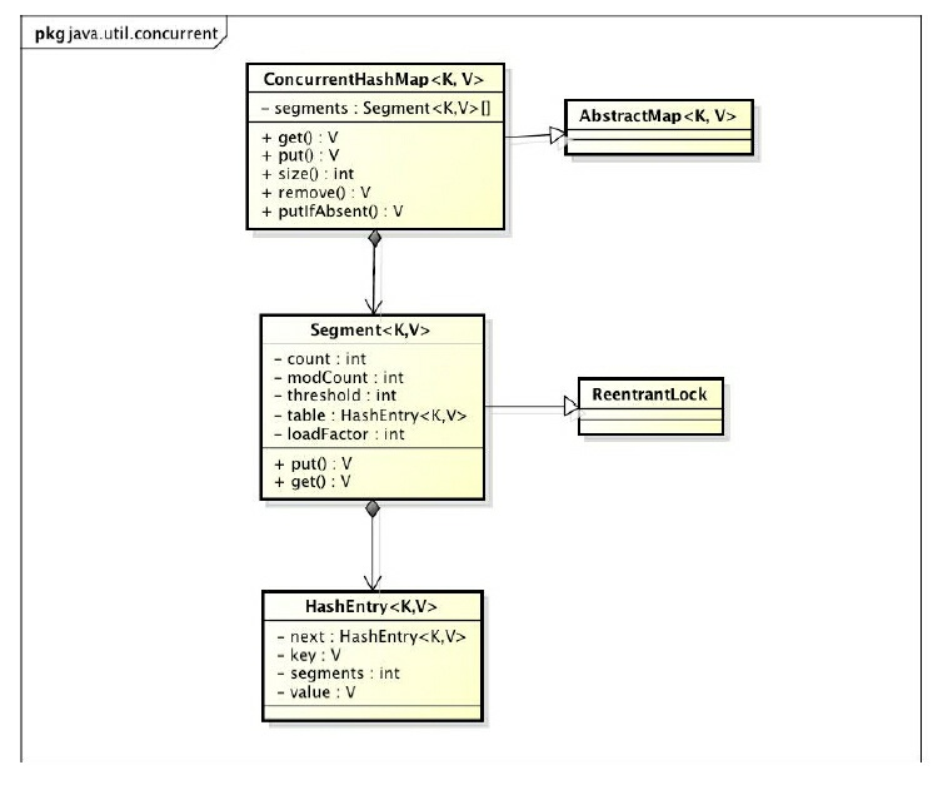 pkg java.util.concurrent
ConcurrentHashMap<K, V>
- segments : Segment<K,V>[]
+ get() : V
+ put() : V
+ size() : int
+ remove() : V
+ putIfAbsent() : V
AbstractMap<K, V>
Segment<K,V>
- count : int
- modCount : int
- threshold : int
- table : HashEntry<K,V>
- loadFactor : int
+ put() : V
+ get() : V
ReentrantLock
HashEntry<K,V>
- next : HashEntry<K,V>
- key : V
- segments : int
- value : V